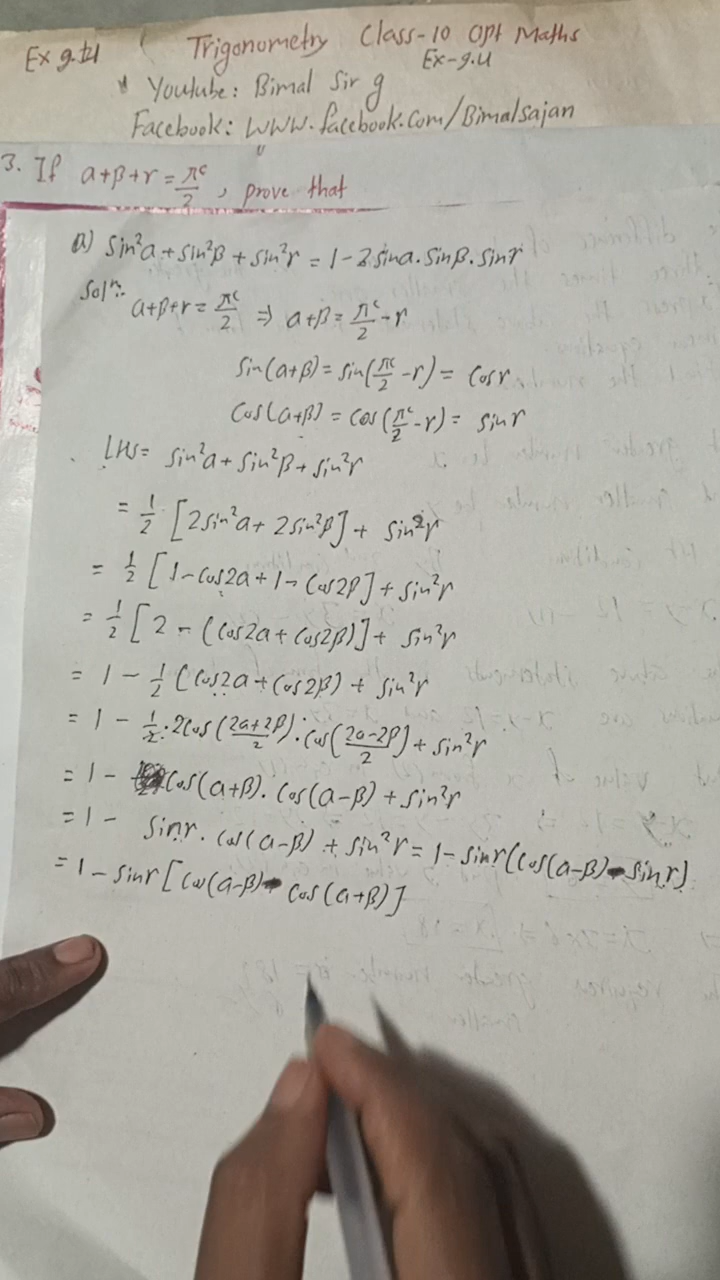 Ex 9.4 Trigonometry Class-10 Opt Maths
Ex-9.4
Youtube: Bimal Sir g
Facebook: WWW.facebook.com/Bimalsajan
3. If α+β+r = π^c/2, prove that
a) Sin²α + sin²β + sin²r = 1 - 2 sinα. sinβ. sinr
Solⁿ: α+β+r = π^c/2 ⇒ α+β = π^c/2 - r
Sin(α+β) = sin(π^c/2 - r) = Cosr
Cos(α+β) = cos(π^c/2 - r) = sinr
LHS = sin²α + sin²β + sin²r
= 1/2 [2sin²α + 2sin²β] + sin²r
= 1/2 [1 - cos2α + 1 - Cos2β] + sin²r
= 1/2 [2 - (cos2α + cos2β)] + sin²r
= 1 - 1/2 (Cos2α + Cos2β) + sin²r
= 1 - 1/2 . 2Cos(2α+2β/2) . Cos(2α-2β/2) + sin²r
= 1 - Cos(α+β). Cos(α-β) + sin²r
= 1 - sinr. cos(α-β) + sin²r = 1 - sinr(cos(α-β) - sinr)
= 1 - sinr [cos(α-β) - cos(α+β)]